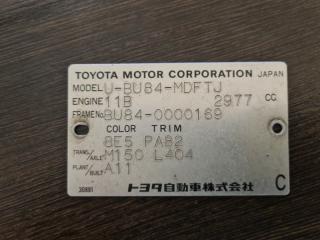 TOYOTA MOTOR CORPORATION JAPAN
MODEL U-BU84-MDFTJ
ENGINE 11B 2977 CC.
FRAME No. BU84-0000169
COLOR TRIM
8E5 PA82
TRANS./AXLE M150 L404
PLANT/BUILT A11
トヨタ自動車株式会社 C